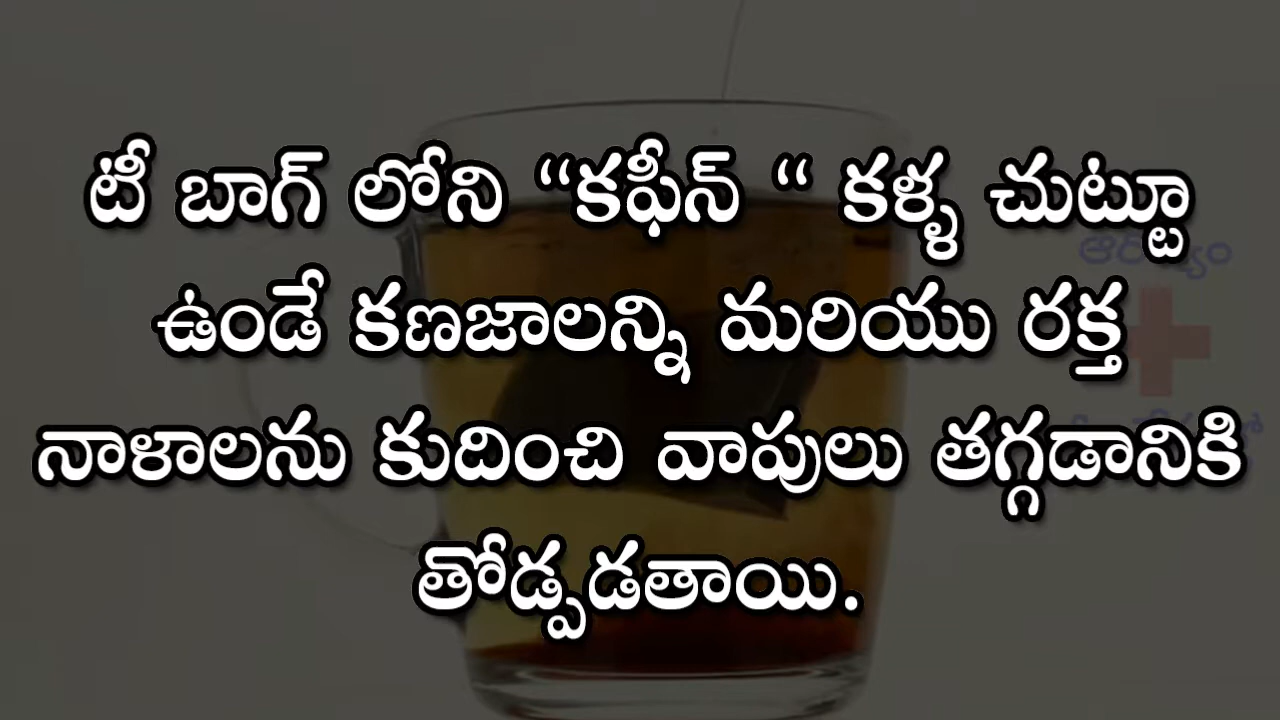 టీ బాగ్ లోని “కఫీన్ “ కళ్ళ చుట్టూ
ఉండే కణజాలన్ని మరియు రక్త
నాళాలను కుదించి వాపులు తగ్గడానికి
తోడ్పడతాయి.